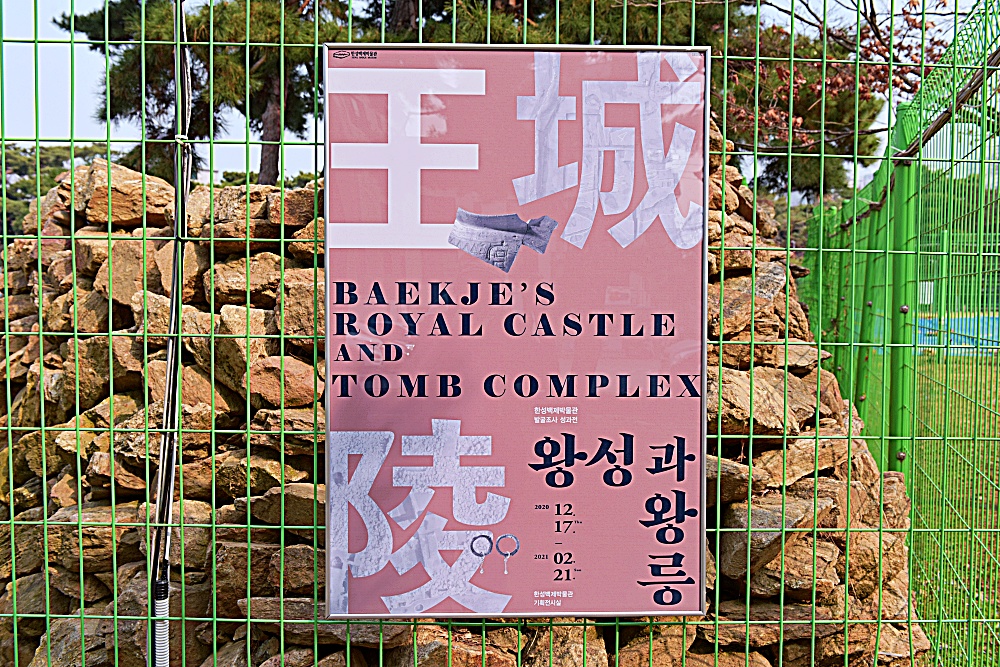 한성백제박물관
王城
BAEKJE'S
ROYAL CASTLE
AND
TOMB COMPLEX
한성백제박물관
발굴조사 성과전
왕성과
왕
릉
陵
2020 12.
17.Thu
–
2021 02.
21.Sun
한성백제박물관
기획전시실